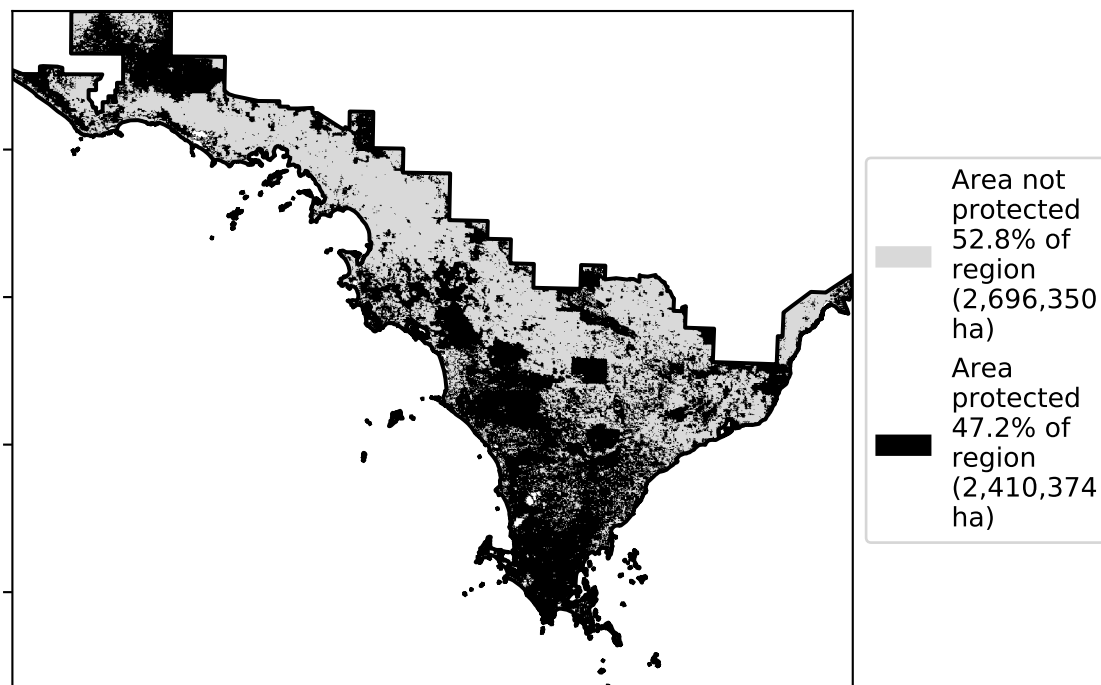 Area not
protected
52.8% of
region
(2,696,350
ha)
Area
protected
47.2% of
region
(2,410,374
ha)